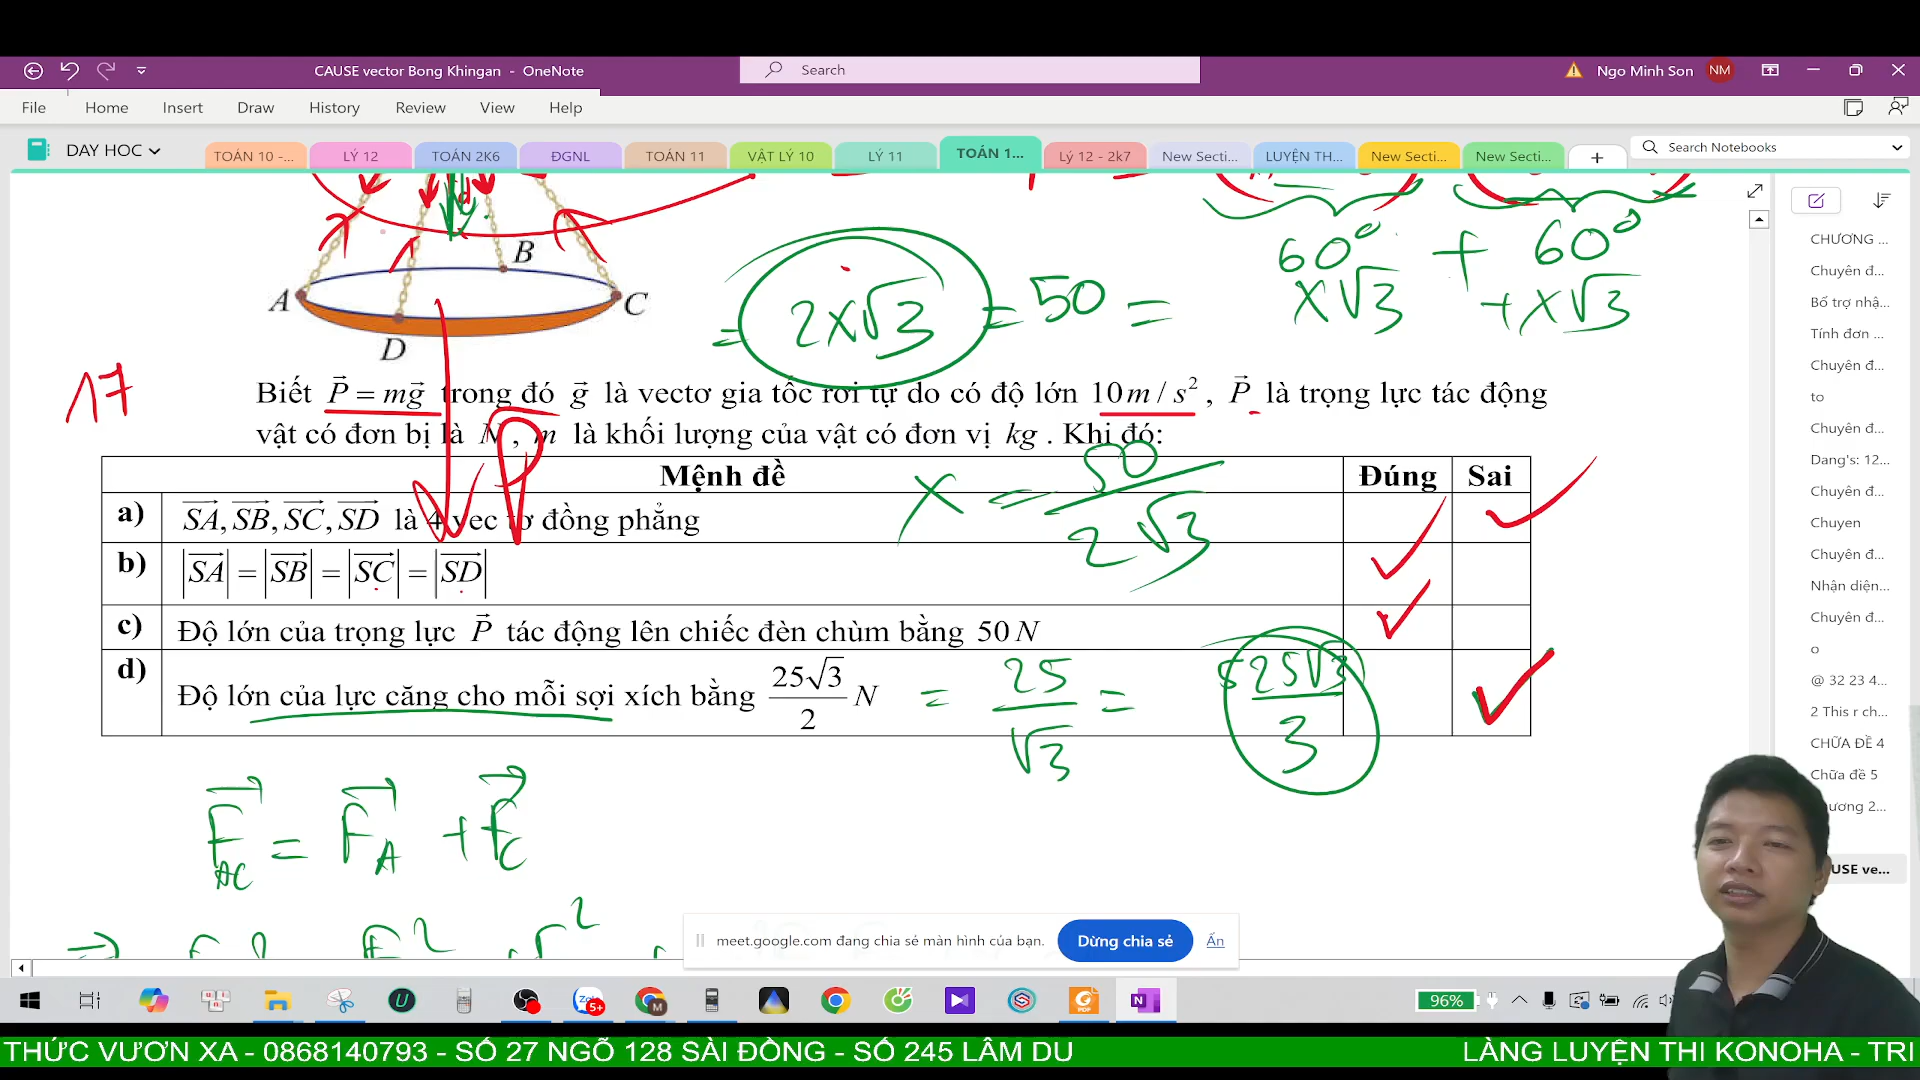 CAUSE vector Bong Khingan - OneNote
Search
Ngo Minh Son NM
File Home Insert Draw History Review View Help
DAY HOC
TOÁN 10 -... LÝ 12 TOÁN 2K6 ĐGNL TOÁN 11 VẬT LÝ 10 LÝ 11 TOÁN 1... Lý 12 - 2k7 New Secti... LUYỆN TH... New Secti... New Secti... +
Search Notebooks
A B C D
= 2x√3 = 50 =
60° + 60°
x√3 + x√3
17
Biết P⃗ = mg⃗ trong đó g⃗ là vectơ gia tốc rơi tự do có độ lớn 10m / s², P⃗ là trọng lực tác động
vật có đơn bị là N, m là khối lượng của vật có đơn vị kg. Khi đó:
P
Mệnh đề Đúng Sai
a) SA, SB, SC, SD là 4 vec tơ đồng phẳng
x = 50 / 2√3
b) |SA| = |SB| = |SC| = |SD|
c) Độ lớn của trọng lực P⃗ tác động lên chiếc đèn chùm bằng 50 N
d) Độ lớn của lực căng cho mỗi sợi xích bằng 25√3/2 N
= 25/√3 = 25√3/3
F AC = F A + F C
CHƯƠNG ...
Chuyên đ...
Bố trợ nhậ...
Tính đơn ...
Chuyên đ...
to
Chuyên đ...
Dang's: 12...
Chuyên đ...
Chuyen
Chuyên đ...
Nhận diện...
Chuyên đ...
o
@ 32 23 4...
2 This r ch...
CHỮA ĐỀ 4
Chữa đề 5
ương 2...
USE ve...
meet.google.com đang chia sẻ màn hình của bạn. Dừng chia sẻ Ẩn
96%
THỨC VƯƠN XA - 0868140793 - SỐ 27 NGÕ 128 SÀI ĐỒNG - SỐ 245 LÂM DU LÀNG LUYỆN THI KONOHA - TRI